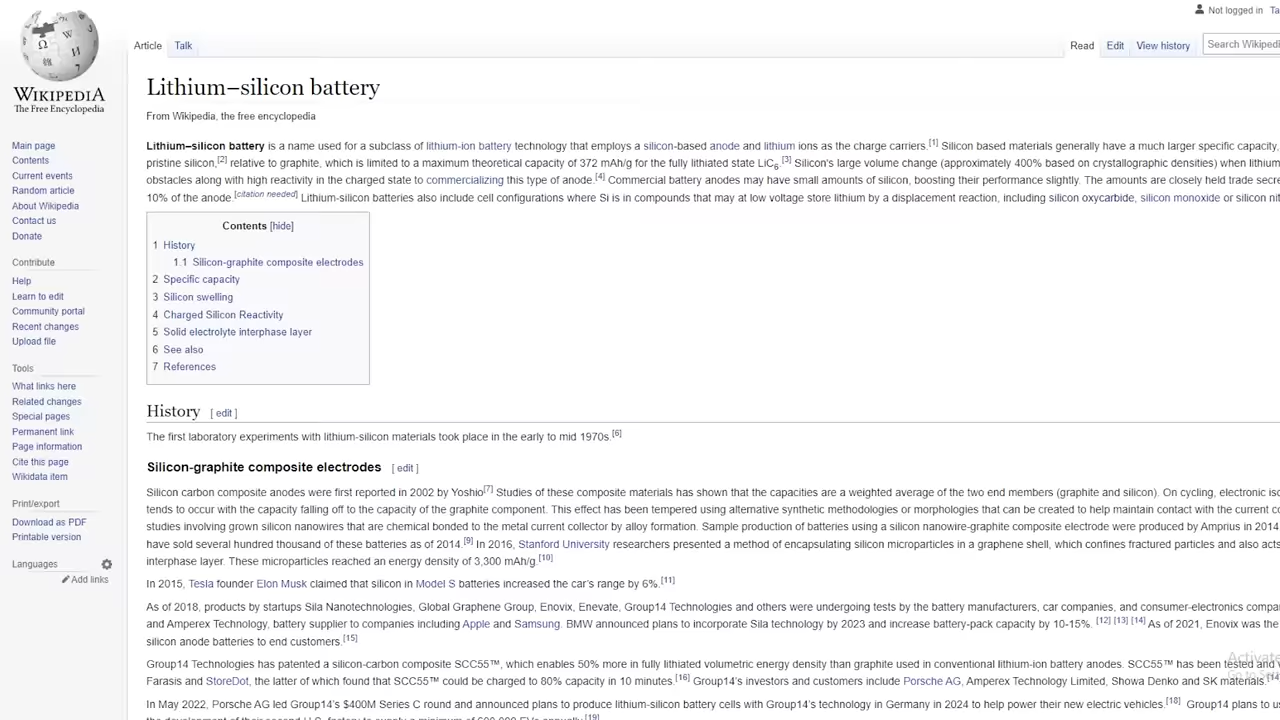 Not logged in Ta
Article Talk Read Edit View history Search Wikipedi
WIKIPEDIA
The Free Encyclopedia
Main page
Contents
Current events
Random article
About Wikipedia
Contact us
Donate
Contribute
Help
Learn to edit
Community portal
Recent changes
Upload file
Tools
What links here
Related changes
Special pages
Permanent link
Page information
Cite this page
Wikidata item
Print/export
Download as PDF
Printable version
Languages
Add links
Lithium–silicon battery
From Wikipedia, the free encyclopedia
Lithium–silicon battery is a name used for a subclass of lithium-ion battery technology that employs a silicon-based anode and lithium ions as the charge carriers.[1] Silicon based materials generally have a much larger specific capacity,
pristine silicon,[2] relative to graphite, which is limited to a maximum theoretical capacity of 372 mAh/g for the fully lithiated state LiC6.[3] Silicon's large volume change (approximately 400% based on crystallographic densities) when lithium
obstacles along with high reactivity in the charged state to commercializing this type of anode.[4] Commercial battery anodes may have small amounts of silicon, boosting their performance slightly. The amounts are closely held trade secre
10% of the anode.[citation needed] Lithium-silicon batteries also include cell configurations where Si is in compounds that may at low voltage store lithium by a displacement reaction, including silicon oxycarbide, silicon monoxide or silicon nit
Contents [hide]
1 History
1.1 Silicon-graphite composite electrodes
2 Specific capacity
3 Silicon swelling
4 Charged Silicon Reactivity
5 Solid electrolyte interphase layer
6 See also
7 References
History [ edit ]
The first laboratory experiments with lithium-silicon materials took place in the early to mid 1970s.[6]
Silicon-graphite composite electrodes [ edit ]
Silicon carbon composite anodes were first reported in 2002 by Yoshio[7] Studies of these composite materials has shown that the capacities are a weighted average of the two end members (graphite and silicon). On cycling, electronic iso
tends to occur with the capacity falling off to the capacity of the graphite component. This effect has been tempered using alternative synthetic methodologies or morphologies that can be created to help maintain contact with the current co
studies involving grown silicon nanowires that are chemical bonded to the metal current collector by alloy formation. Sample production of batteries using a silicon nanowire-graphite composite electrode were produced by Amprius in 2014
have sold several hundred thousand of these batteries as of 2014.[9] In 2016, Stanford University researchers presented a method of encapsulating silicon microparticles in a graphene shell, which confines fractured particles and also acts
interphase layer. These microparticles reached an energy density of 3,300 mAh/g.[10]
In 2015, Tesla founder Elon Musk claimed that silicon in Model S batteries increased the car's range by 6%.[11]
As of 2018, products by startups Sila Nanotechnologies, Global Graphene Group, Enovix, Enevate, Group14 Technologies and others were undergoing tests by the battery manufacturers, car companies, and consumer-electronics compa
and Amperex Technology, battery supplier to companies including Apple and Samsung. BMW announced plans to incorporate Sila technology by 2023 and increase battery-pack capacity by 10-15%. [12] [13] [14] As of 2021, Enovix was the
silicon anode batteries to end customers.[15]
Group14 Technologies has patented a silicon-carbon composite SCC55™, which enables 50% more in fully lithiated volumetric energy density than graphite used in conventional lithium-ion battery anodes. SCC55™ has been tested and v
Farasis and StoreDot, the latter of which found that SCC55™ could be charged to 80% capacity in 10 minutes.[16] Group14's investors and customers include Porsche AG, Amperex Technology Limited, Showa Denko and SK materials.[14
In May 2022, Porsche AG led Group14's $400M Series C round and announced plans to produce lithium-silicon battery cells with Group14's technology in Germany in 2024 to help power their new electric vehicles.[18] Group14 plans to u